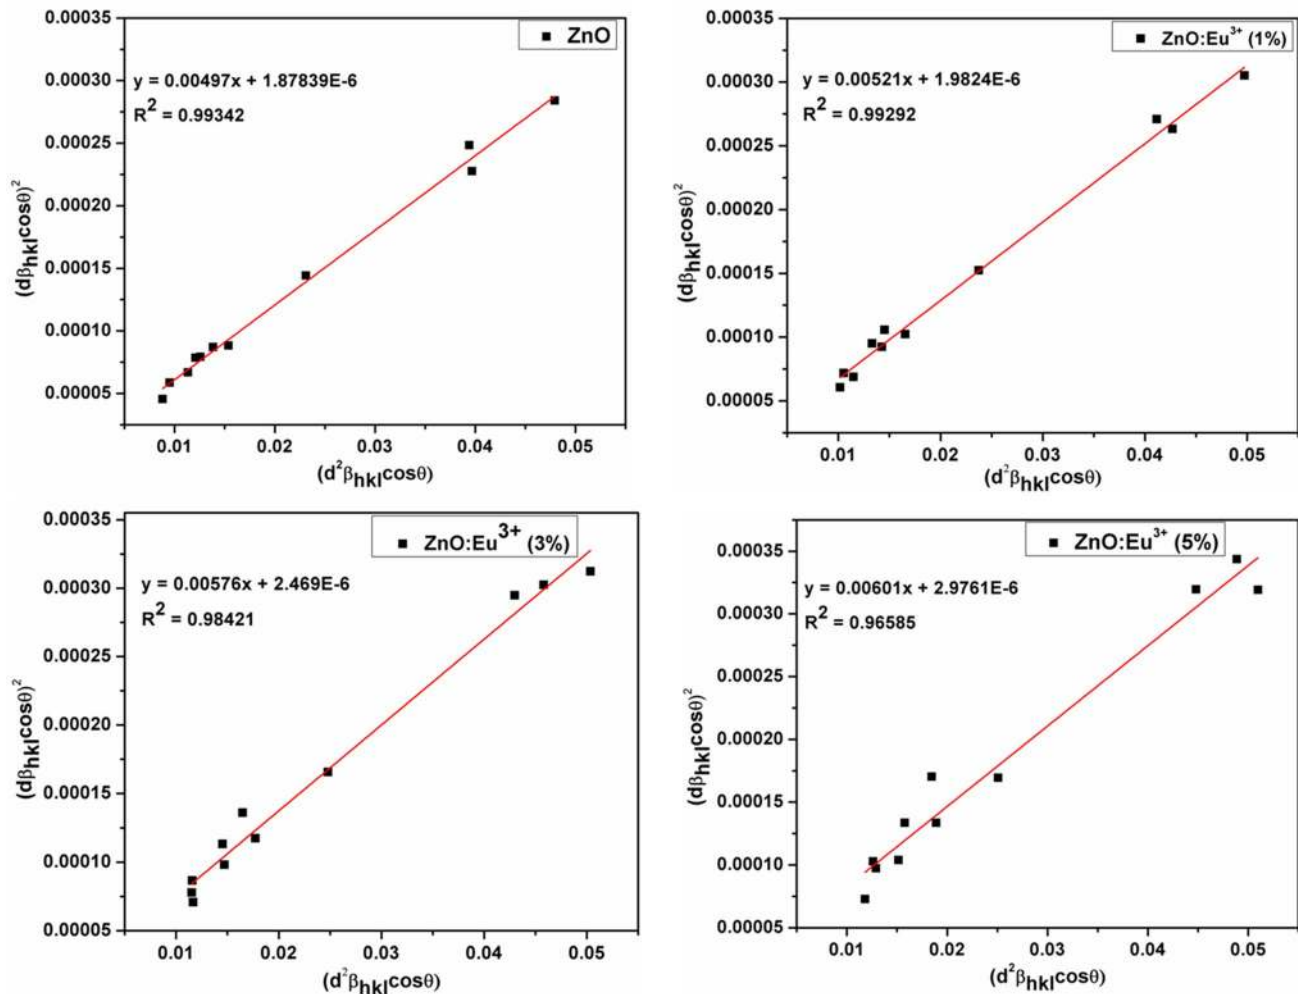 ZnO
y = 0.00497x + 1.87839E-6
R² = 0.99342
0.00035
0.00030
0.00025
0.00020
0.00015
0.00010
0.00005
(dβhklcosθ)²
0.01 0.02 0.03 0.04 0.05
(d²βhklcosθ)
ZnO:Eu³⁺ (1%)
y = 0.00521x + 1.9824E-6
R² = 0.99292
0.00035
0.00030
0.00025
0.00020
0.00015
0.00010
0.00005
(dβhklcosθ)²
0.01 0.02 0.03 0.04 0.05
(d²βhklcosθ)
ZnO:Eu³⁺ (3%)
y = 0.00576x + 2.469E-6
R² = 0.98421
0.00035
0.00030
0.00025
0.00020
0.00015
0.00010
0.00005
(dβhklcosθ)²
0.01 0.02 0.03 0.04 0.05
(d²βhklcosθ)
ZnO:Eu³⁺ (5%)
y = 0.00601x + 2.9761E-6
R² = 0.96585
0.00035
0.00030
0.00025
0.00020
0.00015
0.00010
0.00005
(dβhklcosθ)²
0.01 0.02 0.03 0.04 0.05
(d²βhklcosθ)